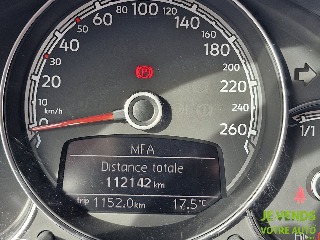 80 100 120 140
60 160
50
40 180
30
20 220
10 240
0 260
km/h
1/1
MFA
Distance totale
112142 km
trip 1152.0 km 17.5°C
JE VENDS
VOTRE AUTO